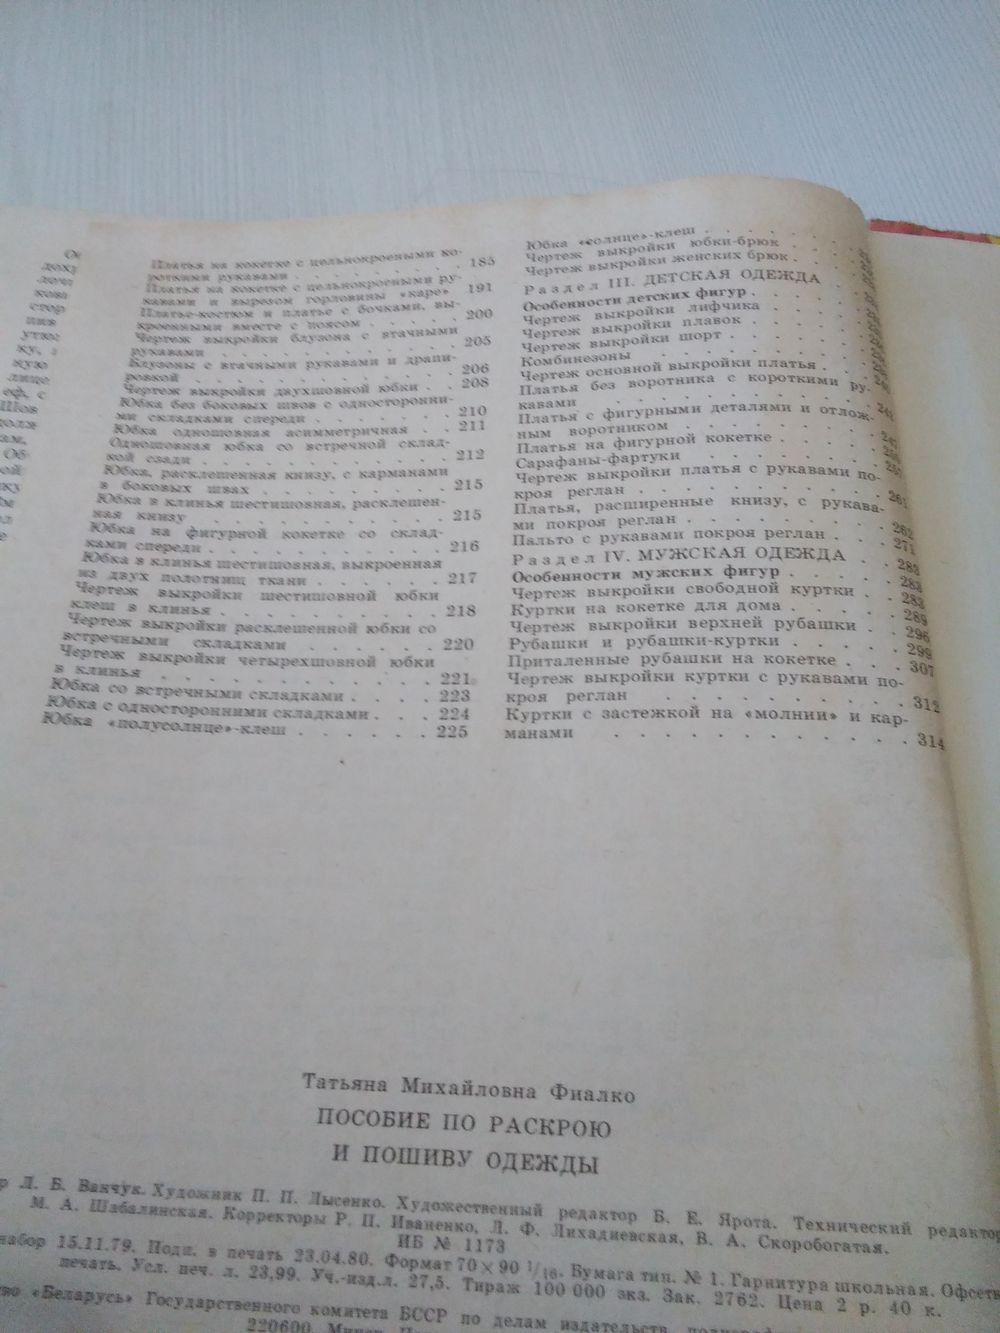 Платья на кокетке с цельнокроеными ко-
роткими рукавами . . . . . . . . 185
Платья на кокетке с цельнокроеными ру-
кавами и вырезом горловины «каре» 191
Платье-костюм и платье с бочками, вы-
кроенными вместе с поясом . . . . . 200
Чертеж выкройки блузона с втачными
рукавами . . . . . . . . . . . 205
Блузоны с втачными рукавами и драпи-
ровкой . . . . . . . . . . . . 206
Чертеж выкройки двухшовной юбки . . 208
Юбка без боковых швов с односторонни-
ми складками спереди . . . . . . . 210
Юбка одношовная асимметричная . . 211
Одношовная юбка со встречной склад-
кой сзади . . . . . . . . . . . 212
Юбка, расклешенная книзу, с карманами
в боковых швах . . . . . . . . . 215
Юбка в клинья шестишовная, расклешен-
ная книзу . . . . . . . . . . . 215
Юбка на фигурной кокетке со склад-
ками спереди . . . . . . . . . . 216
Юбка в клинья шестишовная, выкроенная
из двух полотнищ ткани . . . . . . 217
Чертеж выкройки шестишовной юбки
клеш в клинья . . . . . . . . . . 218
Чертеж выкройки расклешенной юбки со
встречными складками . . . . . . 220
Чертеж выкройки четырехшовной юбки
в клинья . . . . . . . . . . . . 221
Юбка со встречными складками . . . . 223
Юбка с односторонними складками . . . 224
Юбка «полусолнце»-клеш . . . . . . 225
Юбка «солнце»-клеш . . . . . . . .
Чертеж выкройки юбки-брюк . . . . .
Чертеж выкройки женских брюк . . . .
Раздел III. ДЕТСКАЯ ОДЕЖДА . . .
Особенности детских фигур . . . . . .
Чертеж выкройки лифчика . . . . . .
Чертеж выкройки плавок . . . . . . .
Чертеж выкройки шорт . . . . . . . .
Комбинезоны . . . . . . . . . . .
Чертеж основной выкройки платья . . .
Платья без воротника с короткими ру-
кавами . . . . . . . . . . . .
Платья с фигурными деталями и отлож-
ным воротником . . . . . . . . .
Платья на фигурной кокетке . . . . .
Сарафаны-фартуки . . . . . . . .
Чертеж выкройки платья с рукавами по-
кроя реглан . . . . . . . . . . . 261
Платья, расширенные книзу, с рукава-
ми покроя реглан . . . . . . . . . 262
Пальто с рукавами покроя реглан . . . 271
Раздел IV. МУЖСКАЯ ОДЕЖДА . . 283
Особенности мужских фигур . . . . . 283
Чертеж выкройки свободной куртки . . 283
Куртки на кокетке для дома . . . . . 289
Чертеж выкройки верхней рубашки . . 296
Рубашки и рубашки-куртки . . . . . 299
Приталенные рубашки на кокетке . . . 307
Чертеж выкройки куртки с рукавами по-
кроя реглан . . . . . . . . . . . 312
Куртки с застежкой на «молнии» и кар-
манами . . . . . . . . . . . . 314
Татьяна Михайловна Фиалко
ПОСОБИЕ ПО РАСКРОЮ
И ПОШИВУ ОДЕЖДЫ
р Л. Б. Ванчук. Художник П. П. Лысенко. Художественный редактор Б. Е. Ярота. Технический редактор
М. А. Шабалинская. Корректоры Р. П. Иваненко, Л. Ф. Лихадиевская, В. А. Скоробогатая.
ИБ № 1173
набор 15.11.79. Подп. в печать 23.04.80. Формат 70×90 1/16. Бумага тип. № 1. Гарнитура школьная. Офсетн
печать. Усл. печ. л. 23,99. Уч.-изд.л. 27,5. Тираж 100 000 экз. Зак. 2762. Цена 2 р. 40 к.
во «Беларусь» Государственного комитета БССР по делам издательств,
220600, Минск